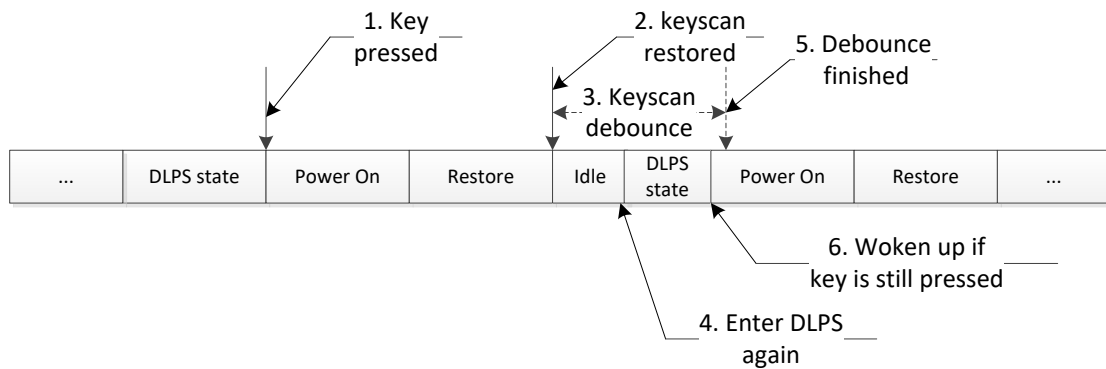 1. Key
pressed
2. keyscan
restored
5. Debounce
finished
3. Keyscan
debounce
...
DLPS state
Power On
Restore
Idle
DLPS
state
Power On
Restore
...
6. Woken up if
key is still pressed
4. Enter DLPS
again